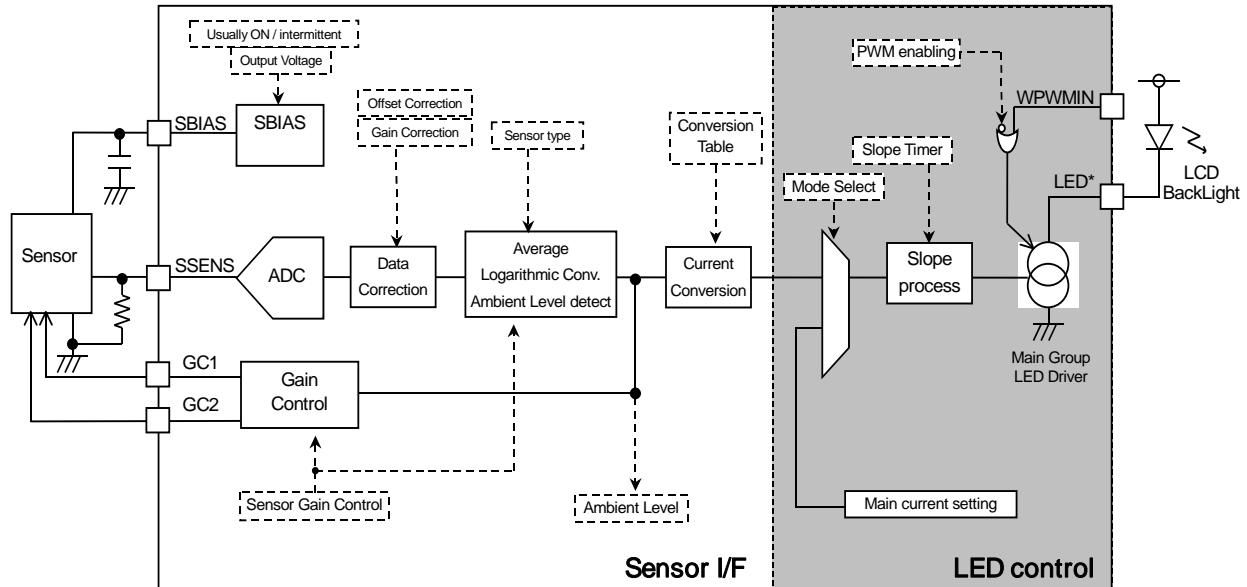 Usually ON / intermittent
Output Voltage
SBIAS
SBIAS
Offset Correction
Gain Correction
Sensor type
Conversion
Table
PWM enabling
WPWMIN
Slope Timer
Mode Select
LED*
LCD
BackLight
Sensor
SSENS
ADC
Data
Correction
Average
Logarithmic Conv.
Ambient Level detect
Current
Conversion
Slope
process
Main Group
LED Driver
GC1
GC2
Gain
Control
Sensor Gain Control
Ambient Level
Main current setting
Sensor I/F
LED control